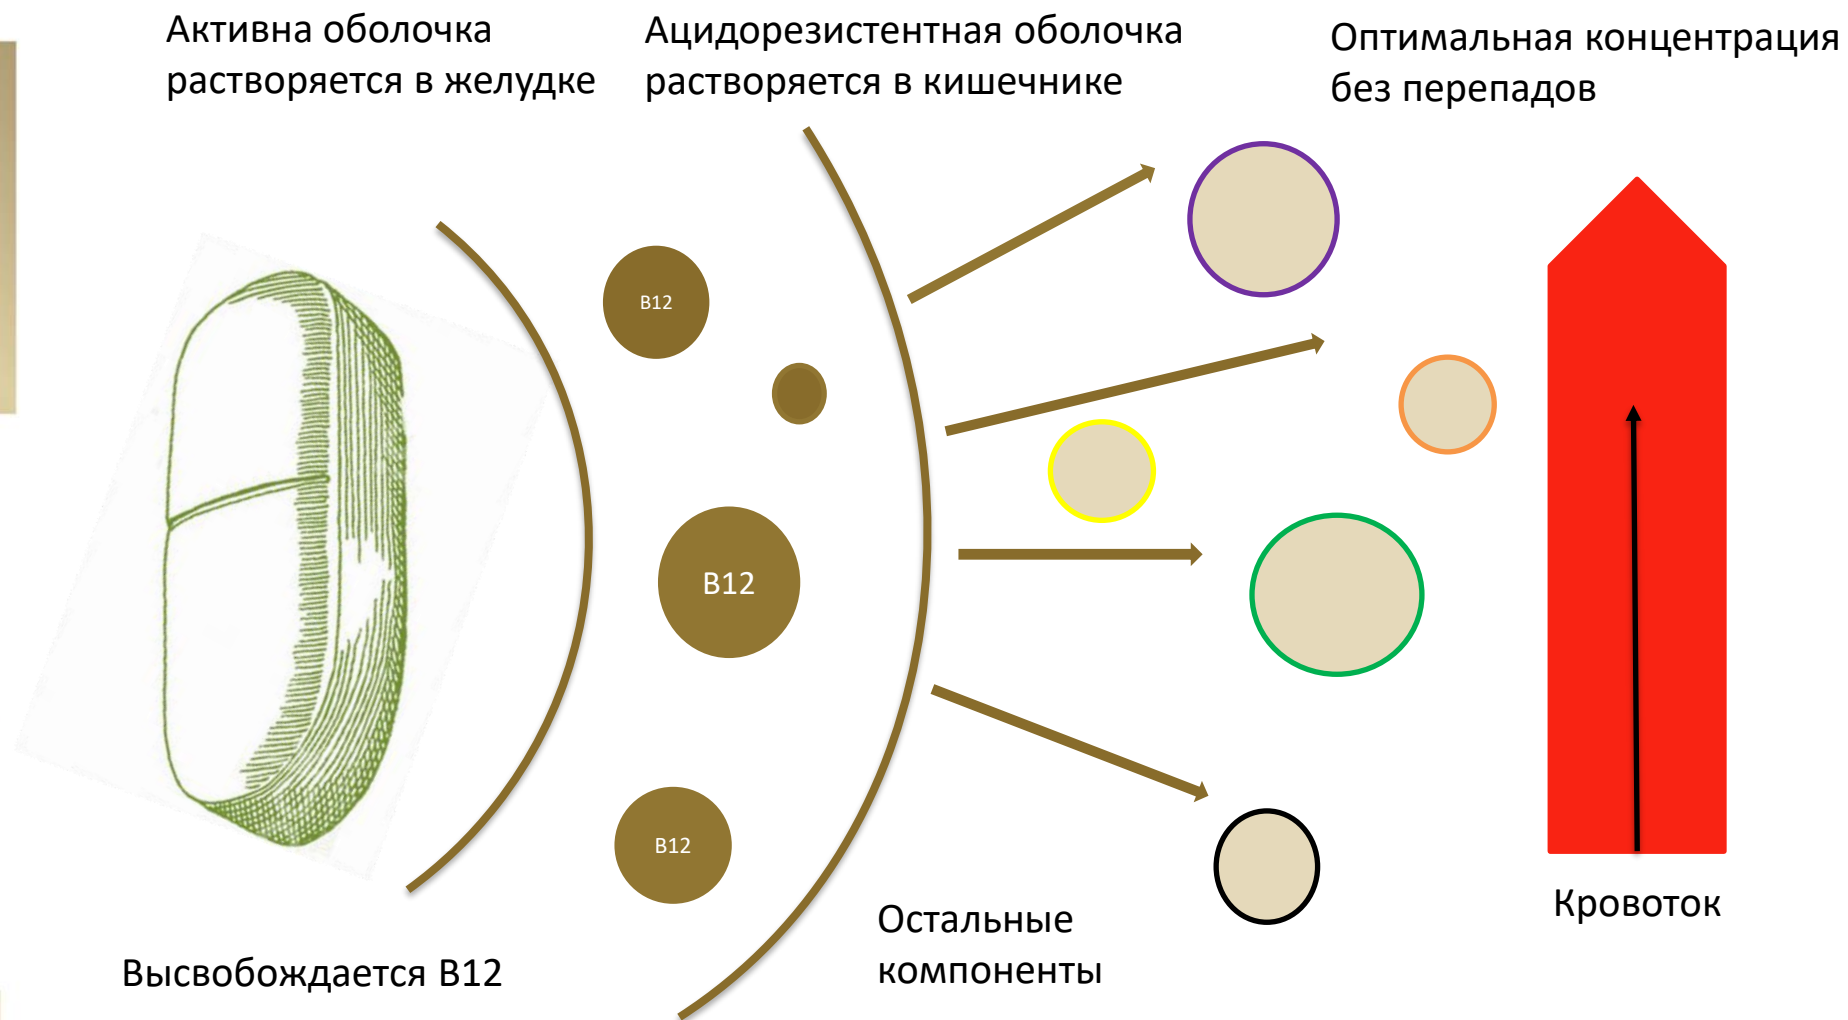 Активна оболочка
растворяется в желудке
Ацидорезистентная оболочка
растворяется в кишечнике
Оптимальная концентрация
без перепадов
B12
B12
B12
Остальные
компоненты
Кровоток
Высвобождается B12